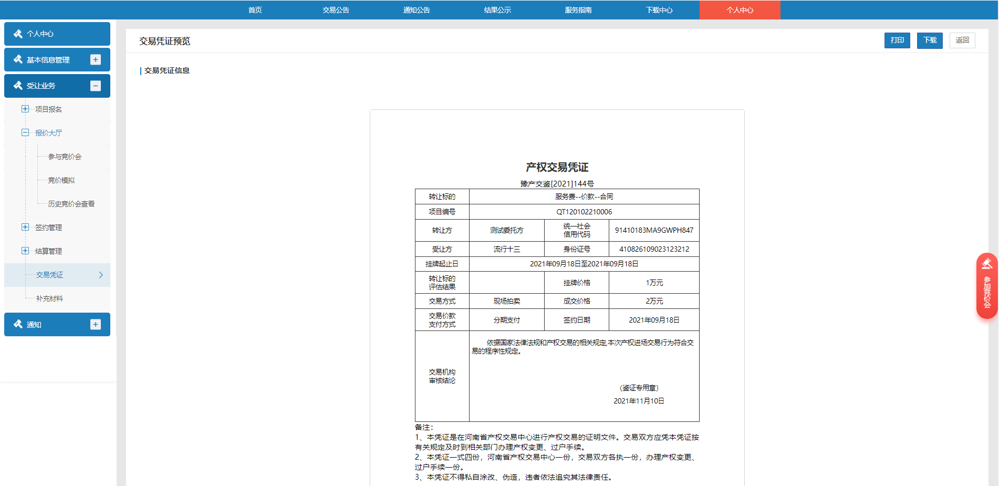 首页 交易公告 通知公告 结果公示 服务指南 下载中心 个人中心
个人中心
基本信息管理
受让业务
项目报名
报价大厅
参与竞价会
竞价模拟
历史竞价会查看
签约管理
结算管理
交易凭证
补充材料
通知
交易凭证预览
打印 下载 返回
交易凭证信息
产权交易凭证
豫产交鉴[2021]144号
转让标的 服务费--价款--合同
项目编号 QT120102210006
转让方 测试委托方 统一社会
信用代码 91410183MA9GWPH847
受让方 流行十三 身份证号 410826109023123212
挂牌起止日 2021年09月18日至2021年09月18日
转让标的
评估结果 挂牌价格 1万元
交易方式 现场拍卖 成交价格 2万元
交易价款
支付方式 分期支付 签约日期 2021年09月18日
交易机构
审核结论
依据国家法律法规和产权交易的相关规定,本次产权进场交易行为符合交
易的程序性规定。
（鉴证专用章）
2021年11月10日
备注：
1、本凭证是在河南省产权交易中心进行产权交易的证明文件。交易双方应凭本凭证按
有关规定及时到相关部门办理产权变更、过户手续。
2、本凭证一式四份，河南省产权交易中心一份，交易双方各执一份，办理产权变更、
过户手续一份。
3、本凭证不得私自涂改、伪造，违者依法追究其法律责任。
参加竞价会